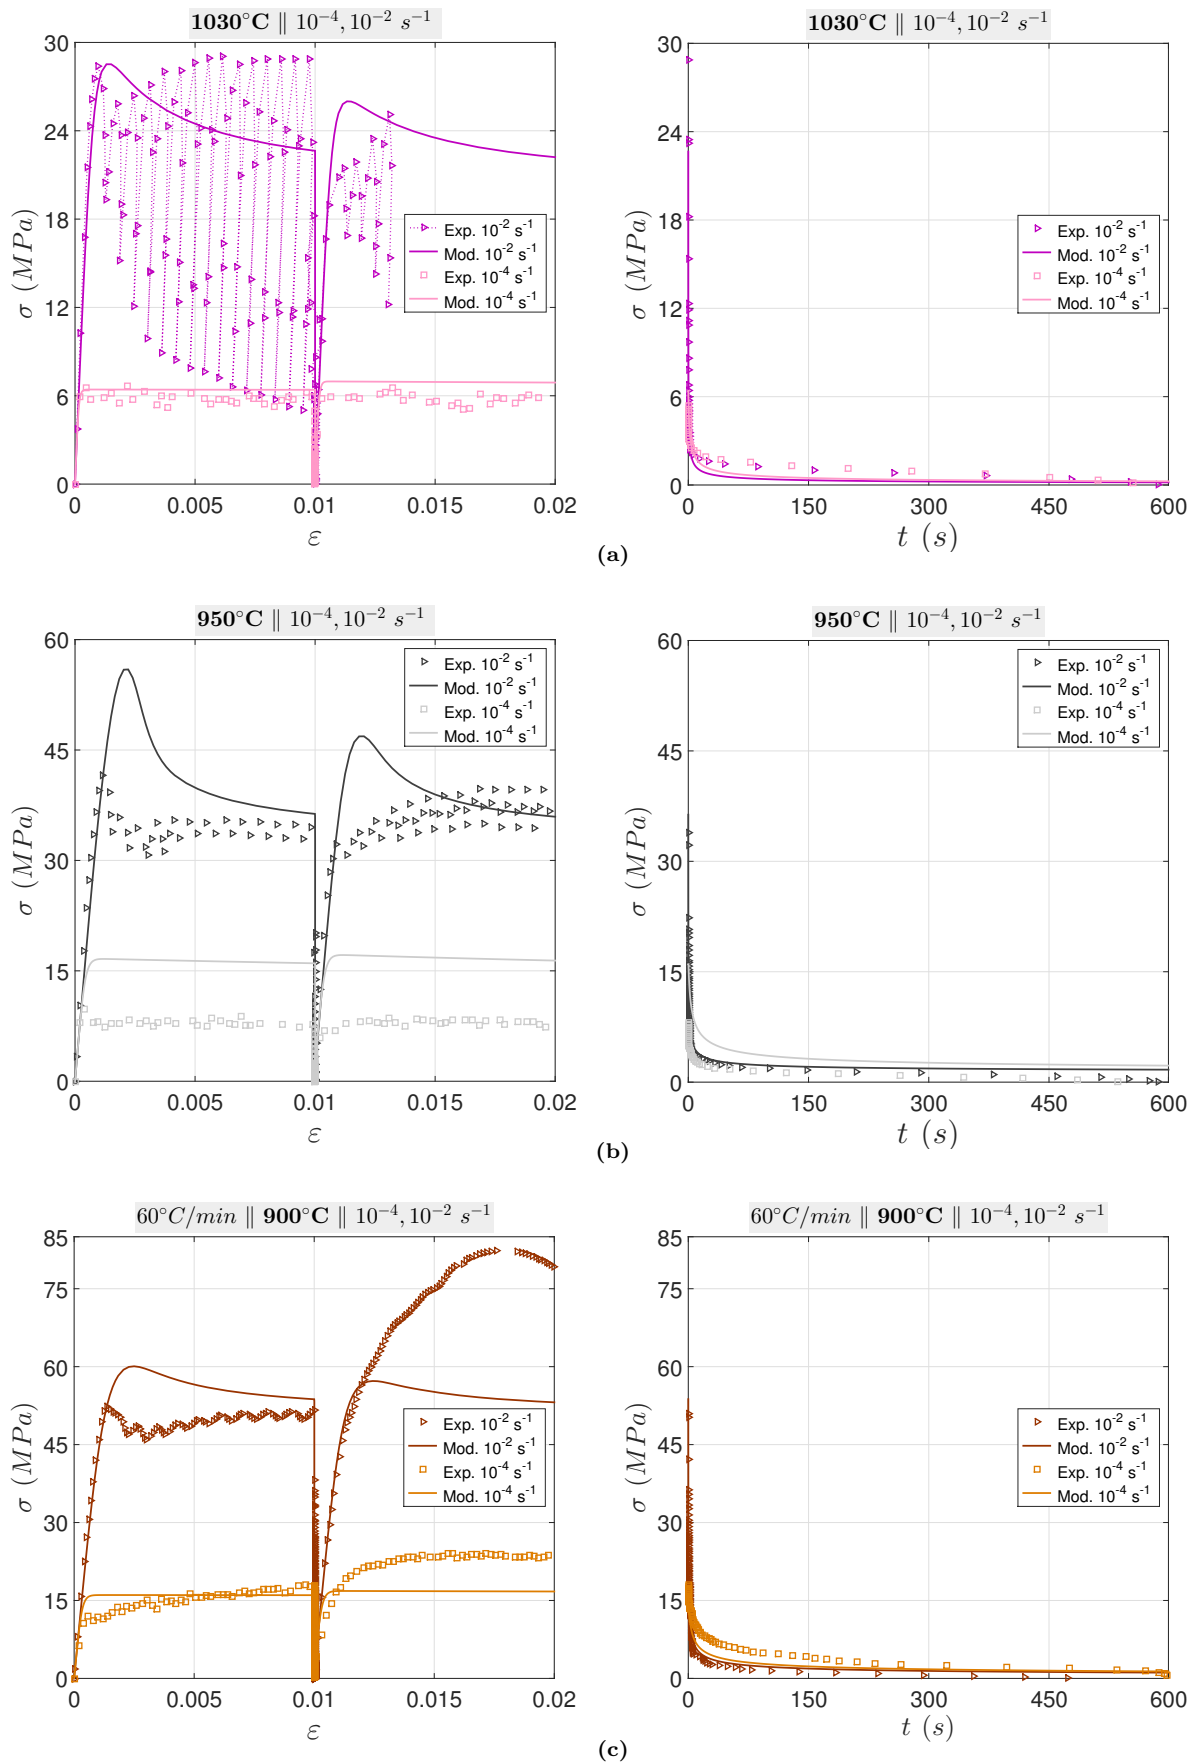 1030°C ∥ 10⁻⁴, 10⁻² s⁻¹
30
24
18
12
6
0
σ (MPa)
Exp. 10⁻² s⁻¹
Mod. 10⁻² s⁻¹
Exp. 10⁻⁴ s⁻¹
Mod. 10⁻⁴ s⁻¹
0 0.005 0.01 0.015 0.02
ε
1030°C ∥ 10⁻⁴, 10⁻² s⁻¹
30
24
18
12
6
0
σ (MPa)
Exp. 10⁻² s⁻¹
Mod. 10⁻² s⁻¹
Exp. 10⁻⁴ s⁻¹
Mod. 10⁻⁴ s⁻¹
0 150 300 450 600
t (s)
(a)
950°C ∥ 10⁻⁴, 10⁻² s⁻¹
60
45
30
15
0
σ (MPa)
Exp. 10⁻² s⁻¹
Mod. 10⁻² s⁻¹
Exp. 10⁻⁴ s⁻¹
Mod. 10⁻⁴ s⁻¹
0 0.005 0.01 0.015 0.02
ε
950°C ∥ 10⁻⁴, 10⁻² s⁻¹
60
45
30
15
0
σ (MPa)
Exp. 10⁻² s⁻¹
Mod. 10⁻² s⁻¹
Exp. 10⁻⁴ s⁻¹
Mod. 10⁻⁴ s⁻¹
0 150 300 450 600
t (s)
(b)
60°C/min ∥ 900°C ∥ 10⁻⁴, 10⁻² s⁻¹
85
75
60
45
30
15
0
σ (MPa)
Exp. 10⁻² s⁻¹
Mod. 10⁻² s⁻¹
Exp. 10⁻⁴ s⁻¹
Mod. 10⁻⁴ s⁻¹
0 0.005 0.01 0.015 0.02
ε
60°C/min ∥ 900°C ∥ 10⁻⁴, 10⁻² s⁻¹
85
75
60
45
30
15
0
σ (MPa)
Exp. 10⁻² s⁻¹
Mod. 10⁻² s⁻¹
Exp. 10⁻⁴ s⁻¹
Mod. 10⁻⁴ s⁻¹
0 150 300 450 600
t (s)
(c)